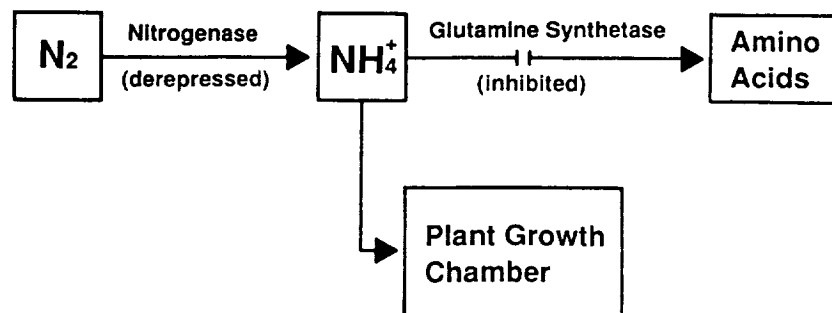 N₂
Nitrogenase
(derepressed)
NH₄⁺
Glutamine Synthetase
(inhibited)
Amino
Acids
Plant Growth
Chamber